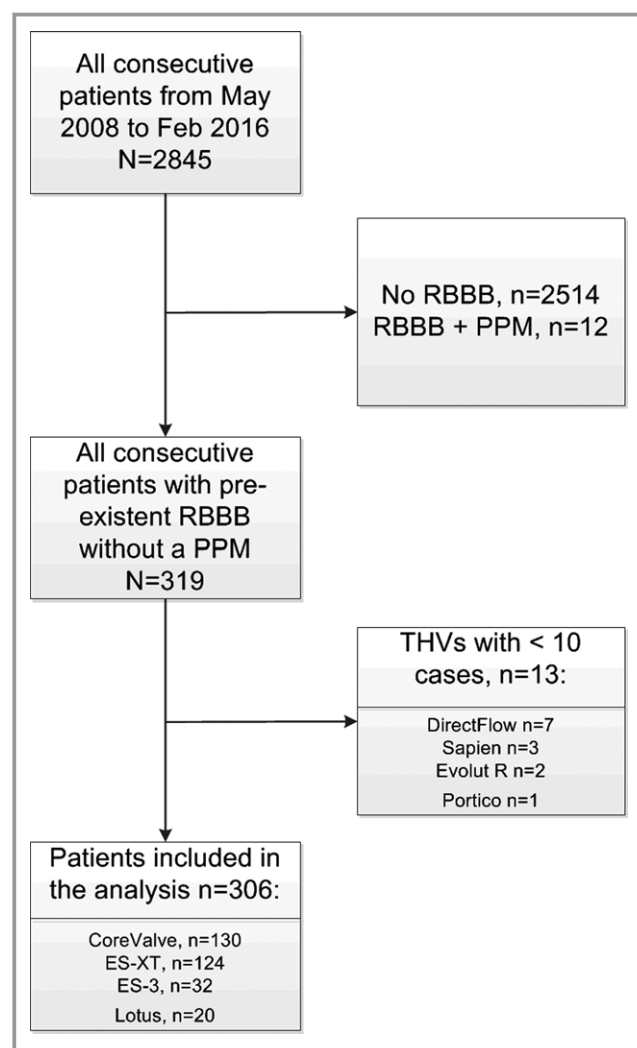 All consecutive
patients from May
2008 to Feb 2016
N=2845
No RBBB, n=2514
RBBB + PPM, n=12
All consecutive
patients with pre-
existent RBBB
without a PPM
N=319
THVs with < 10
cases, n=13:
DirectFlow n=7
Sapien n=3
Evolut R n=2
Portico n=1
Patients included in
the analysis n=306:
CoreValve, n=130
ES-XT, n=124
ES-3, n=32
Lotus, n=20